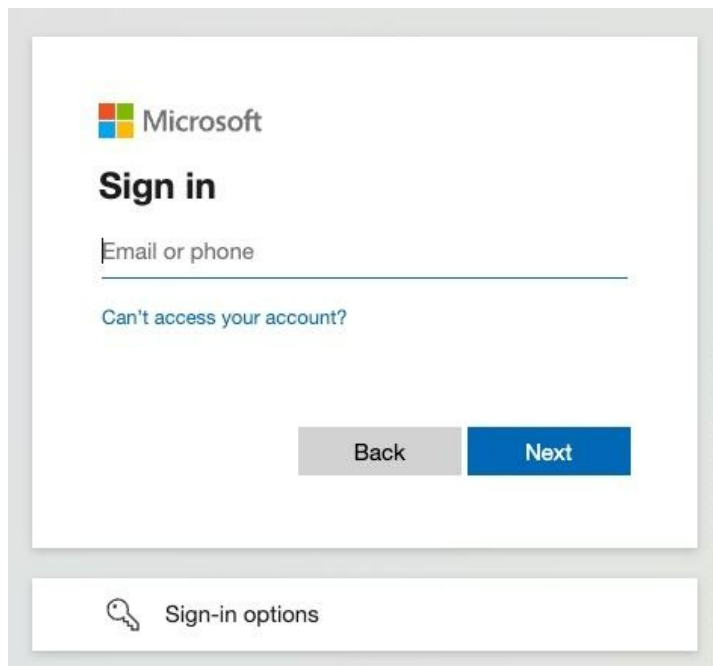 Microsoft
Sign in
Email or phone
Can't access your account?
Back Next
Sign-in options